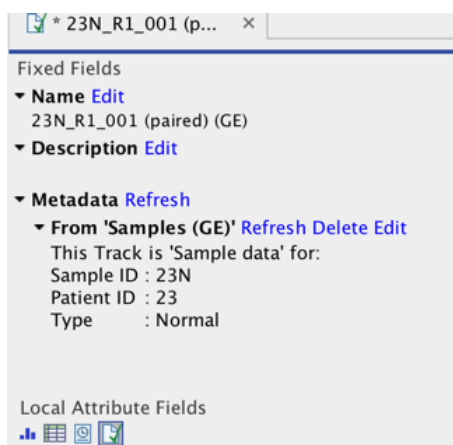 * 23N_R1_001 (p...
Fixed Fields
Name Edit
23N_R1_001 (paired) (GE)
Description Edit
Metadata Refresh
From 'Samples (GE)' Refresh Delete Edit
This Track is 'Sample data' for:
Sample ID : 23N
Patient ID : 23
Type : Normal
Local Attribute Fields